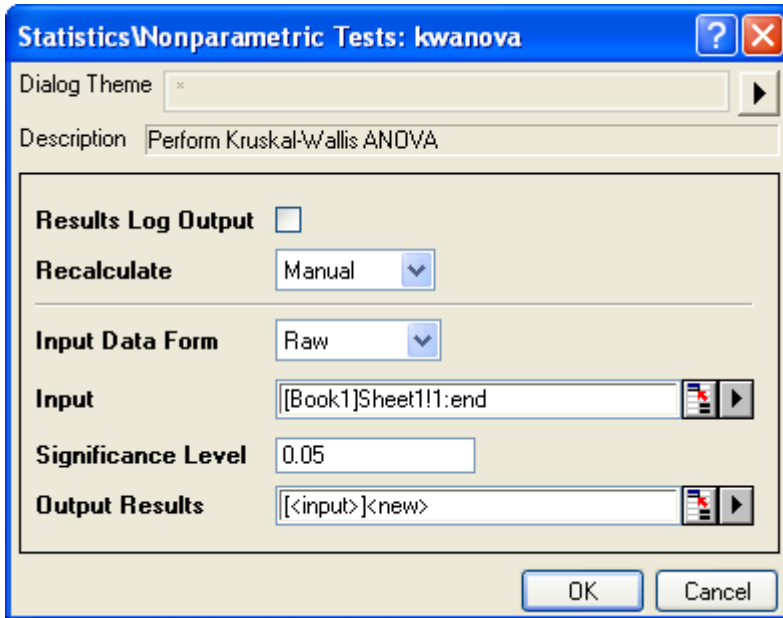 Statistics\Nonparametric Tests: kwanova
Dialog Theme *
Description Perform Kruskal-Wallis ANOVA
Results Log Output
Recalculate Manual
Input Data Form Raw
Input [Book1]Sheet1!1:end
Significance Level 0.05
Output Results [<input>]<new>
OK Cancel